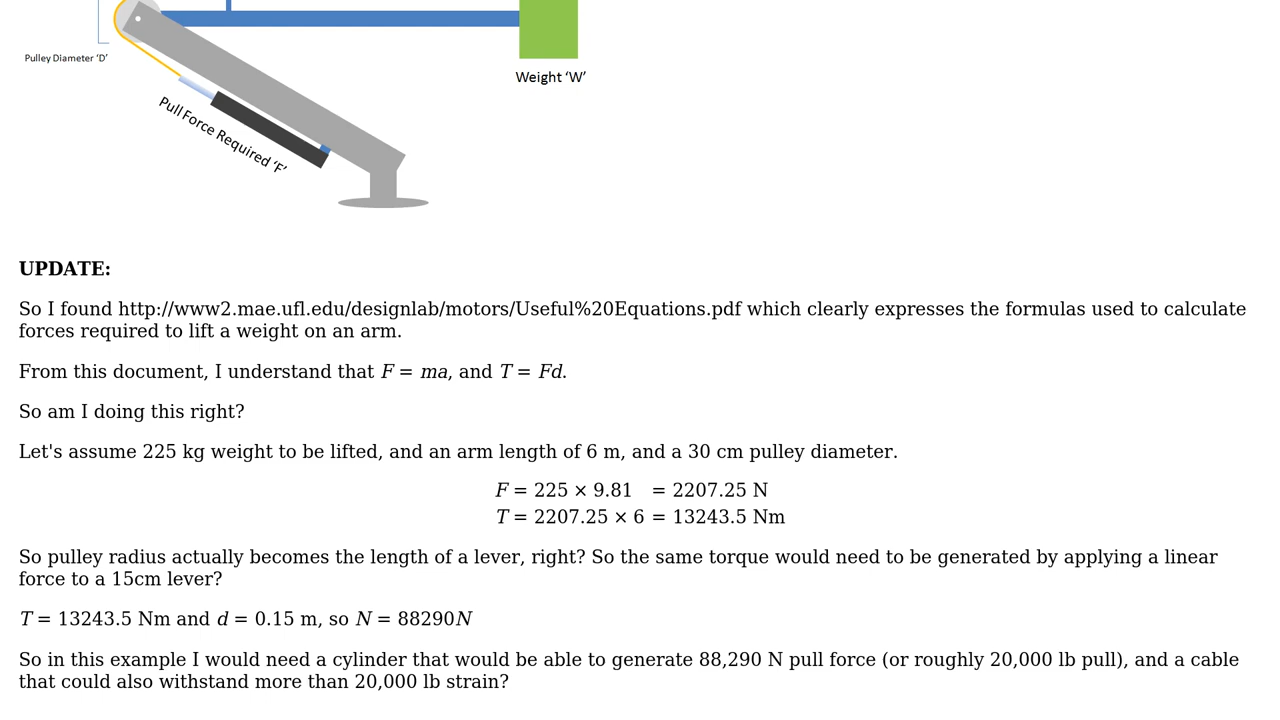 Pulley Diameter ‘D’
Weight ‘W’
Pull Force Required ‘F’
UPDATE:
So I found http://www2.mae.ufl.edu/designlab/motors/Useful%20Equations.pdf which clearly expresses the formulas used to calculate
forces required to lift a weight on an arm.
From this document, I understand that F = ma, and T = Fd.
So am I doing this right?
Let's assume 225 kg weight to be lifted, and an arm length of 6 m, and a 30 cm pulley diameter.
F = 225 × 9.81 = 2207.25 N
T = 2207.25 × 6 = 13243.5 Nm
So pulley radius actually becomes the length of a lever, right? So the same torque would need to be generated by applying a linear
force to a 15cm lever?
T = 13243.5 Nm and d = 0.15 m, so N = 88290N
So in this example I would need a cylinder that would be able to generate 88,290 N pull force (or roughly 20,000 lb pull), and a cable
that could also withstand more than 20,000 lb strain?